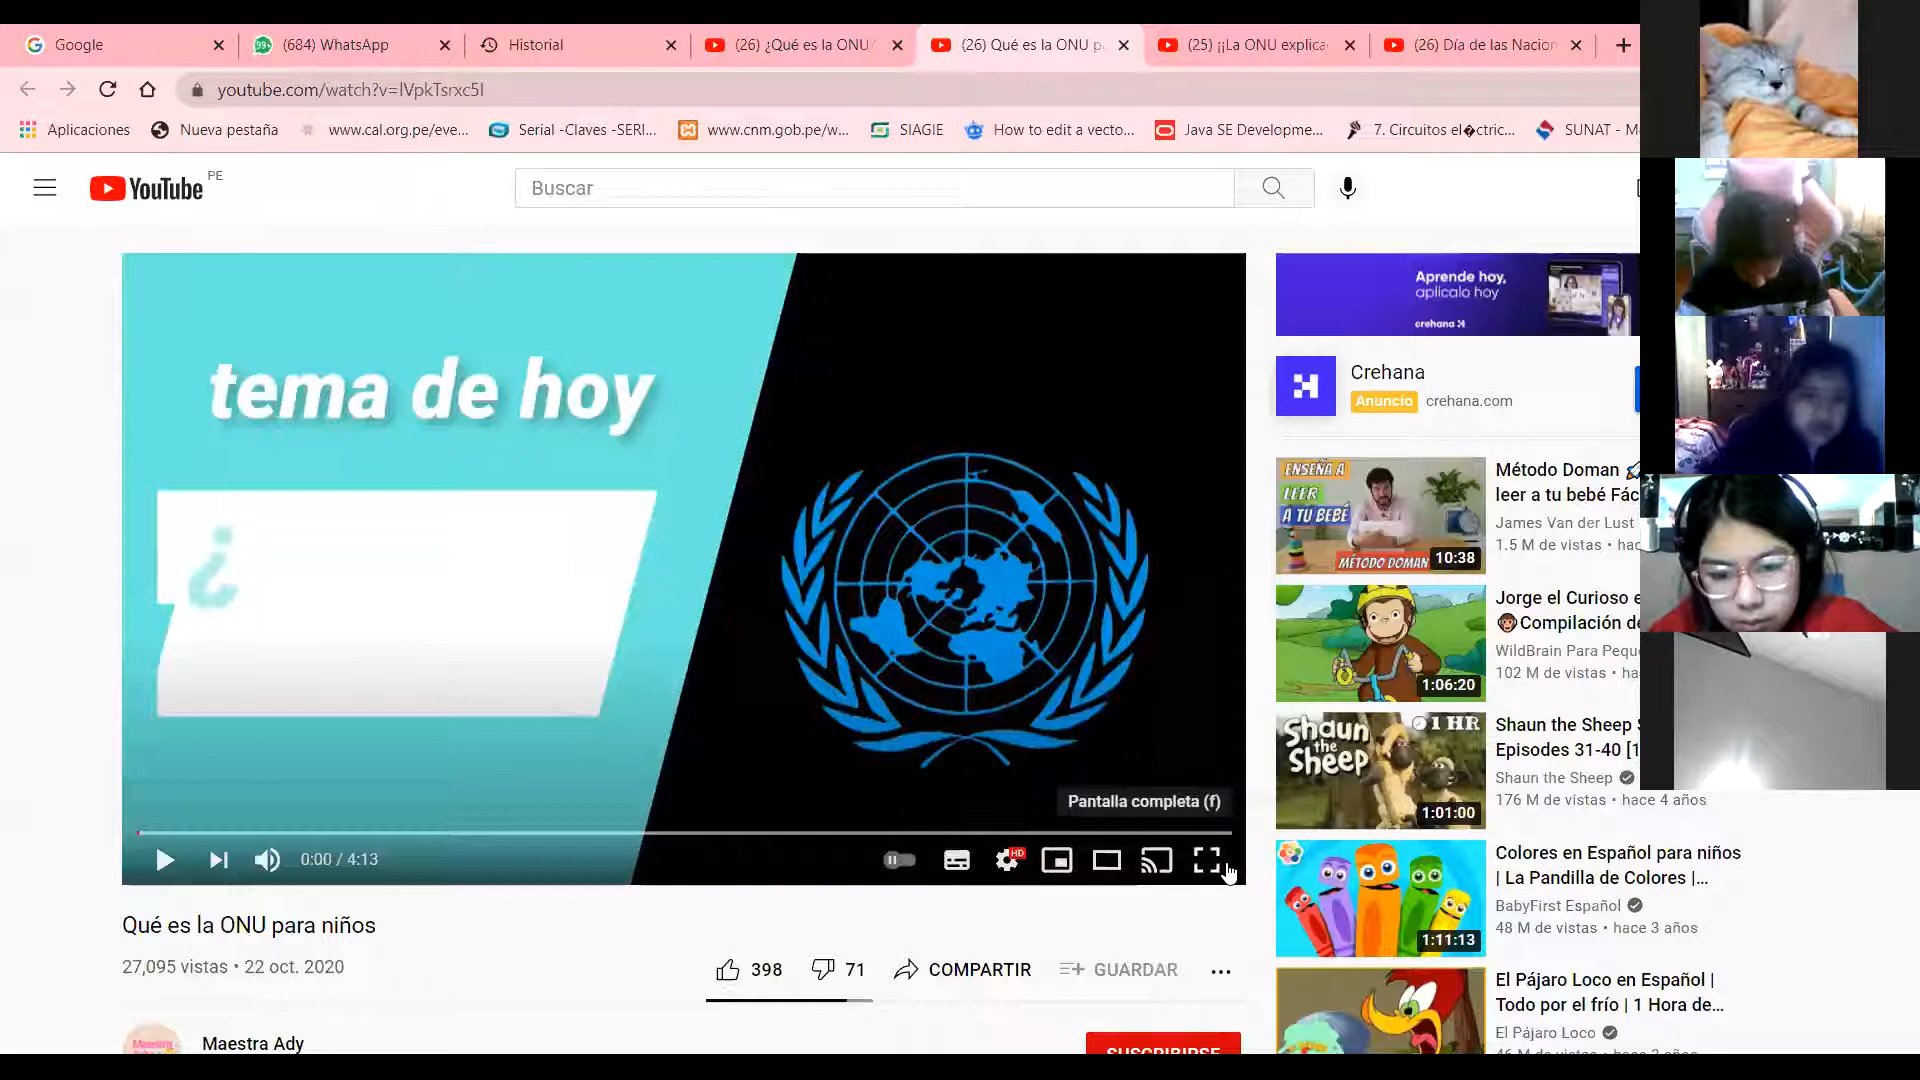 Google
(684) WhatsApp
Historial
(26) ¿Qué es la ONU?
(26) Qué es la ONU p
(25) ¡¡La ONU explica
(26) Día de las Nacion
youtube.com/watch?v=lVpkTsrxc5I
Aplicaciones
Nueva pestaña
www.cal.org.pe/eve...
Serial -Claves -SERI...
www.cnm.gob.pe/w...
SIAGIE
How to edit a vecto...
Java SE Developme...
7. Circuitos el�ctric...
SUNAT - M
YouTube PE
Buscar
tema de hoy
¿
Pantalla completa (f)
0:00 / 4:13
HD
Qué es la ONU para niños
27,095 vistas • 22 oct. 2020
398
71
COMPARTIR
GUARDAR
Maestra Ady
SUSCRIBIRSE
Aprende hoy,
aplícalo hoy
crehana
Crehana
Anuncio crehana.com
ENSEÑA A
LEER
A TU BEBÉ
MÉTODO DOMAN
10:38
Método Doman
leer a tu bebé Fác
James Van der Lust
1.5 M de vistas • hac
1:06:20
Jorge el Curioso e
Compilación de
WildBrain Para Pequ
102 M de vistas • ha
Shaun
the
Sheep
1 HR
1:01:00
Shaun the Sheep S
Episodes 31-40 [1
Shaun the Sheep
176 M de vistas • hace 4 años
1:11:13
Colores en Español para niños
| La Pandilla de Colores |...
BabyFirst Español
48 M de vistas • hace 3 años
El Pájaro Loco en Español |
Todo por el frío | 1 Hora de...
El Pájaro Loco
46 M de vistas • hace 2 años